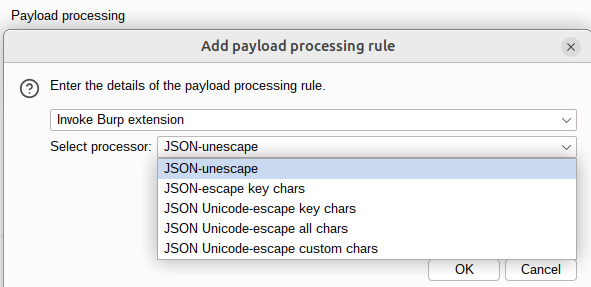 Payload processing
Add payload processing rule
Enter the details of the payload processing rule.
Invoke Burp extension
Select processor: JSON-unescape
JSON-unescape
JSON-escape key chars
JSON Unicode-escape key chars
JSON Unicode-escape all chars
JSON Unicode-escape custom chars
OK Cancel